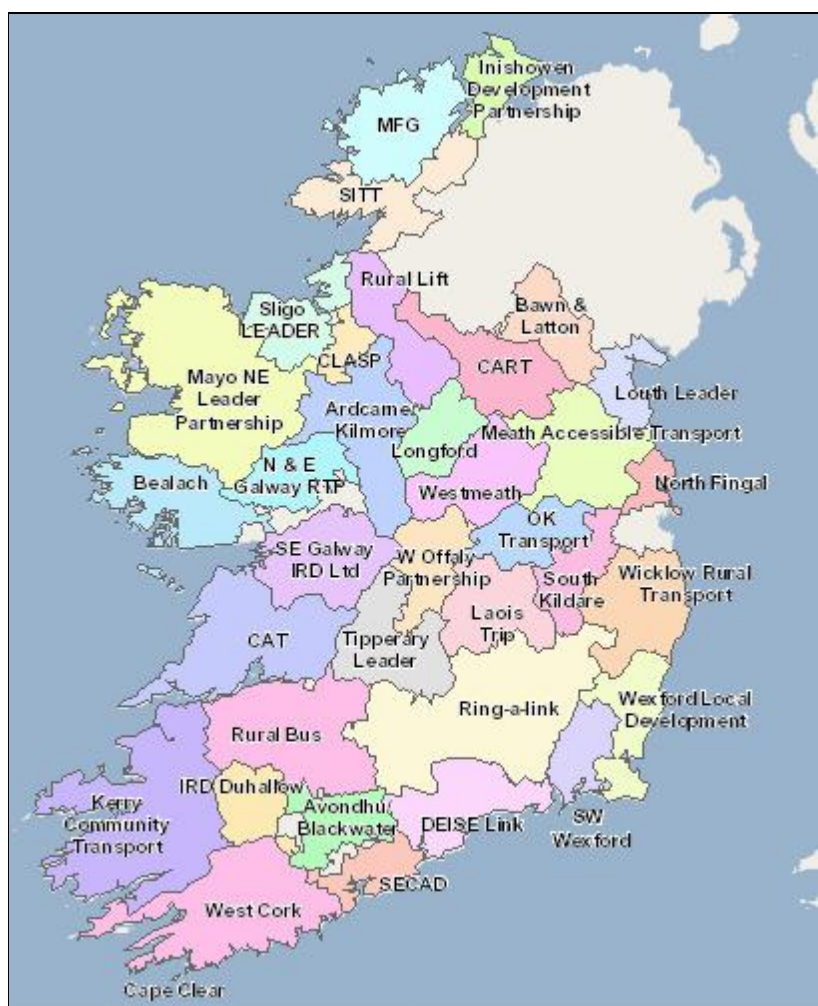 Inishowen
Development
Partnership
MFG
SITT
Rural Lift
Sligo
LEADER
Bawn &
Latton
CLASP
CART
Mayo NE
Leader
Partnership
Louth Leader
Ardcarne
Kilmore
Longford
Meath Accessible Transport
N & E
Galway RTP
Bealach
Westmeath
North Fingal
OK
Transport
SE Galway
IRD Ltd
W Offaly
Partnership
South
Kildare
Wicklow Rural
Transport
Laois
Trip
CAT
Tipperary
Leader
Ring-a-link
Wexford Local
Development
Rural Bus
IRD Duhallow
Kerry
Community
Transport
Avondhu
Blackwater
DEISE Link
SW
Wexford
SECAD
West Cork
Cape Clear